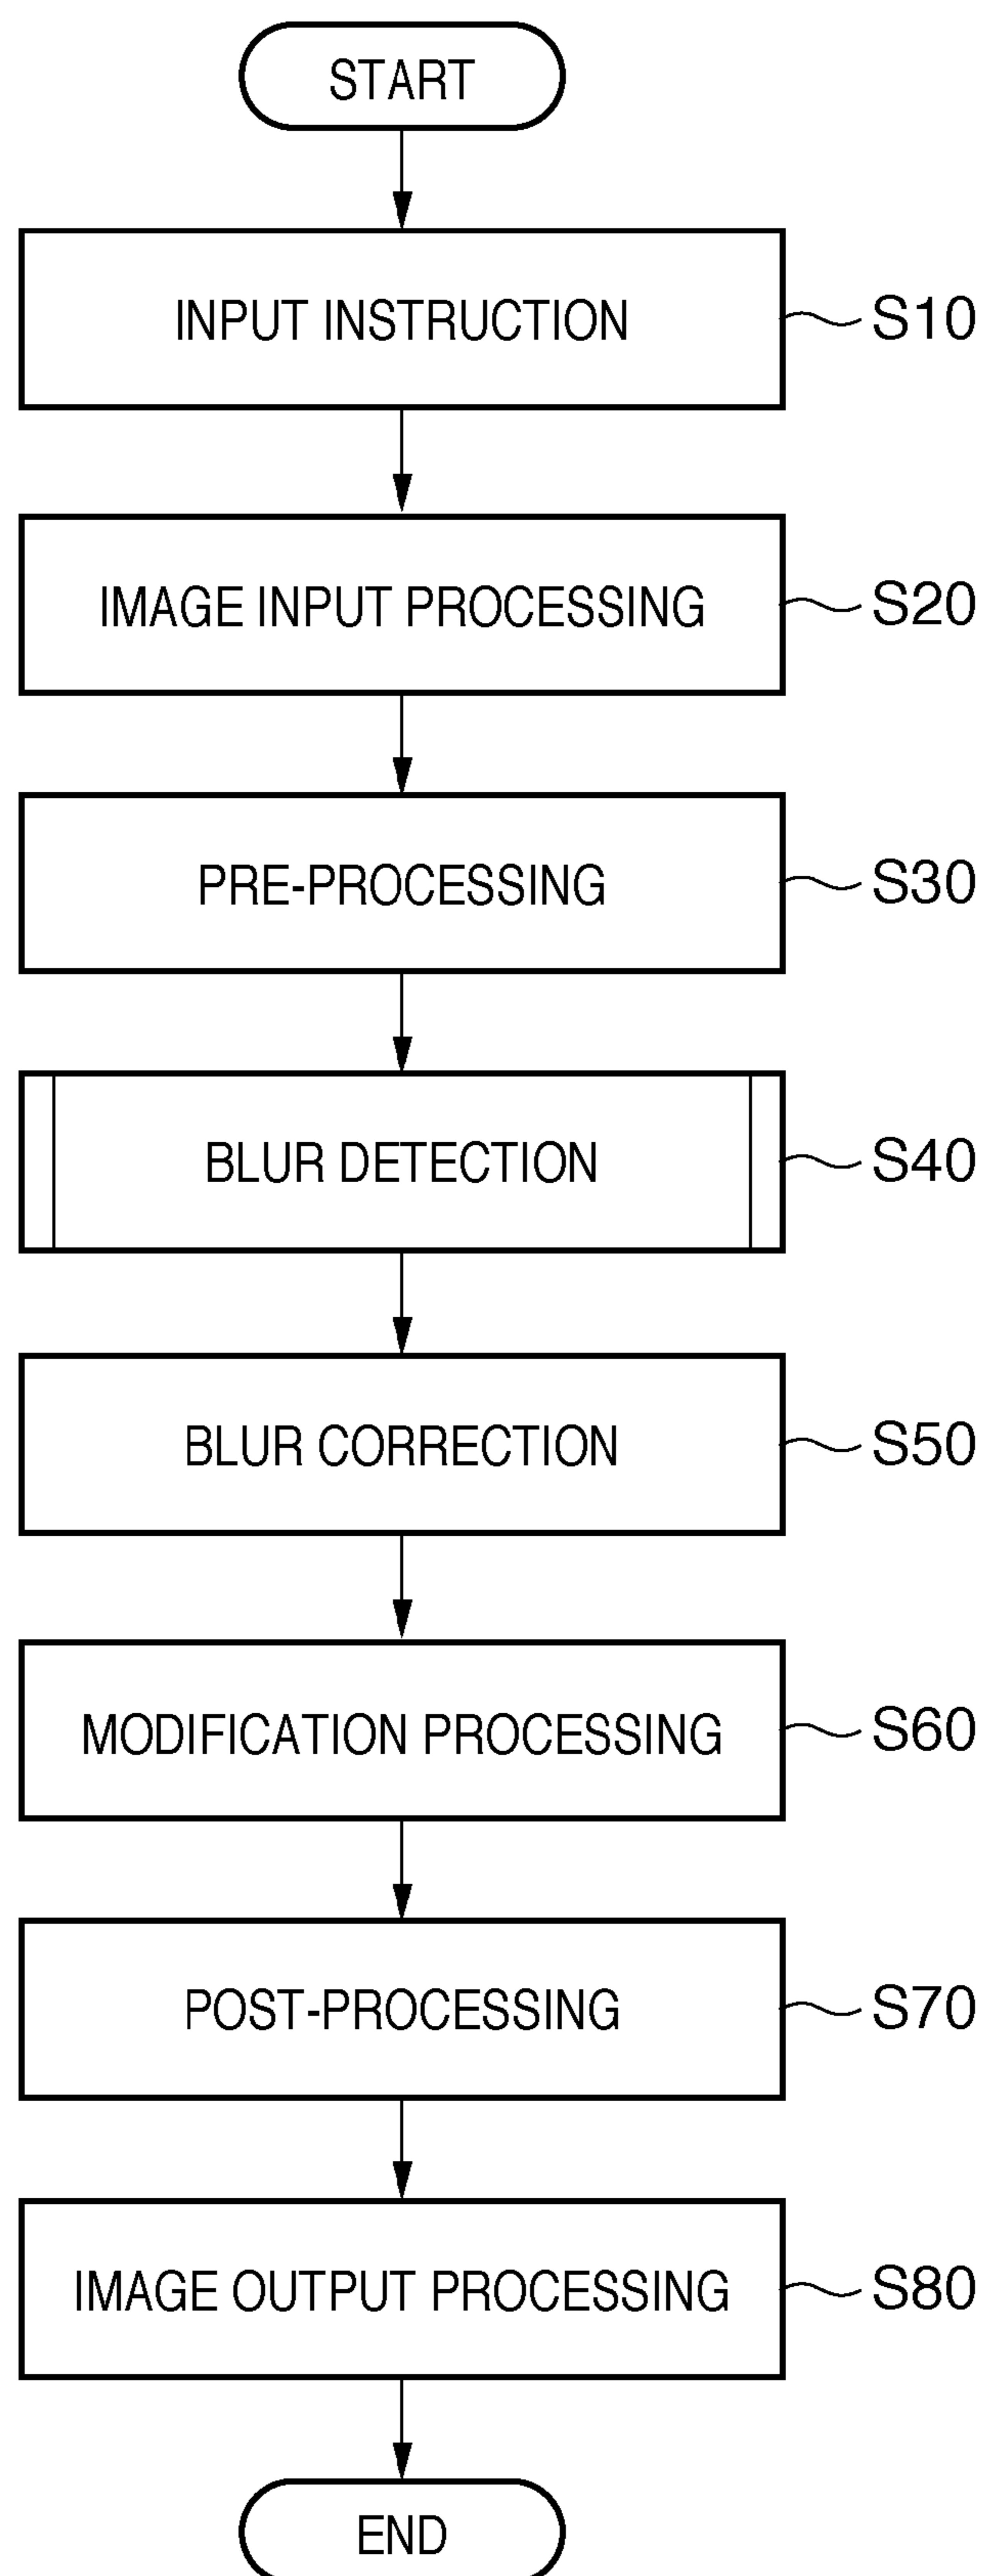 START
INPUT INSTRUCTION S10
IMAGE INPUT PROCESSING S20
PRE-PROCESSING S30
BLUR DETECTION S40
BLUR CORRECTION S50
MODIFICATION PROCESSING S60
POST-PROCESSING S70
IMAGE OUTPUT PROCESSING S80
END